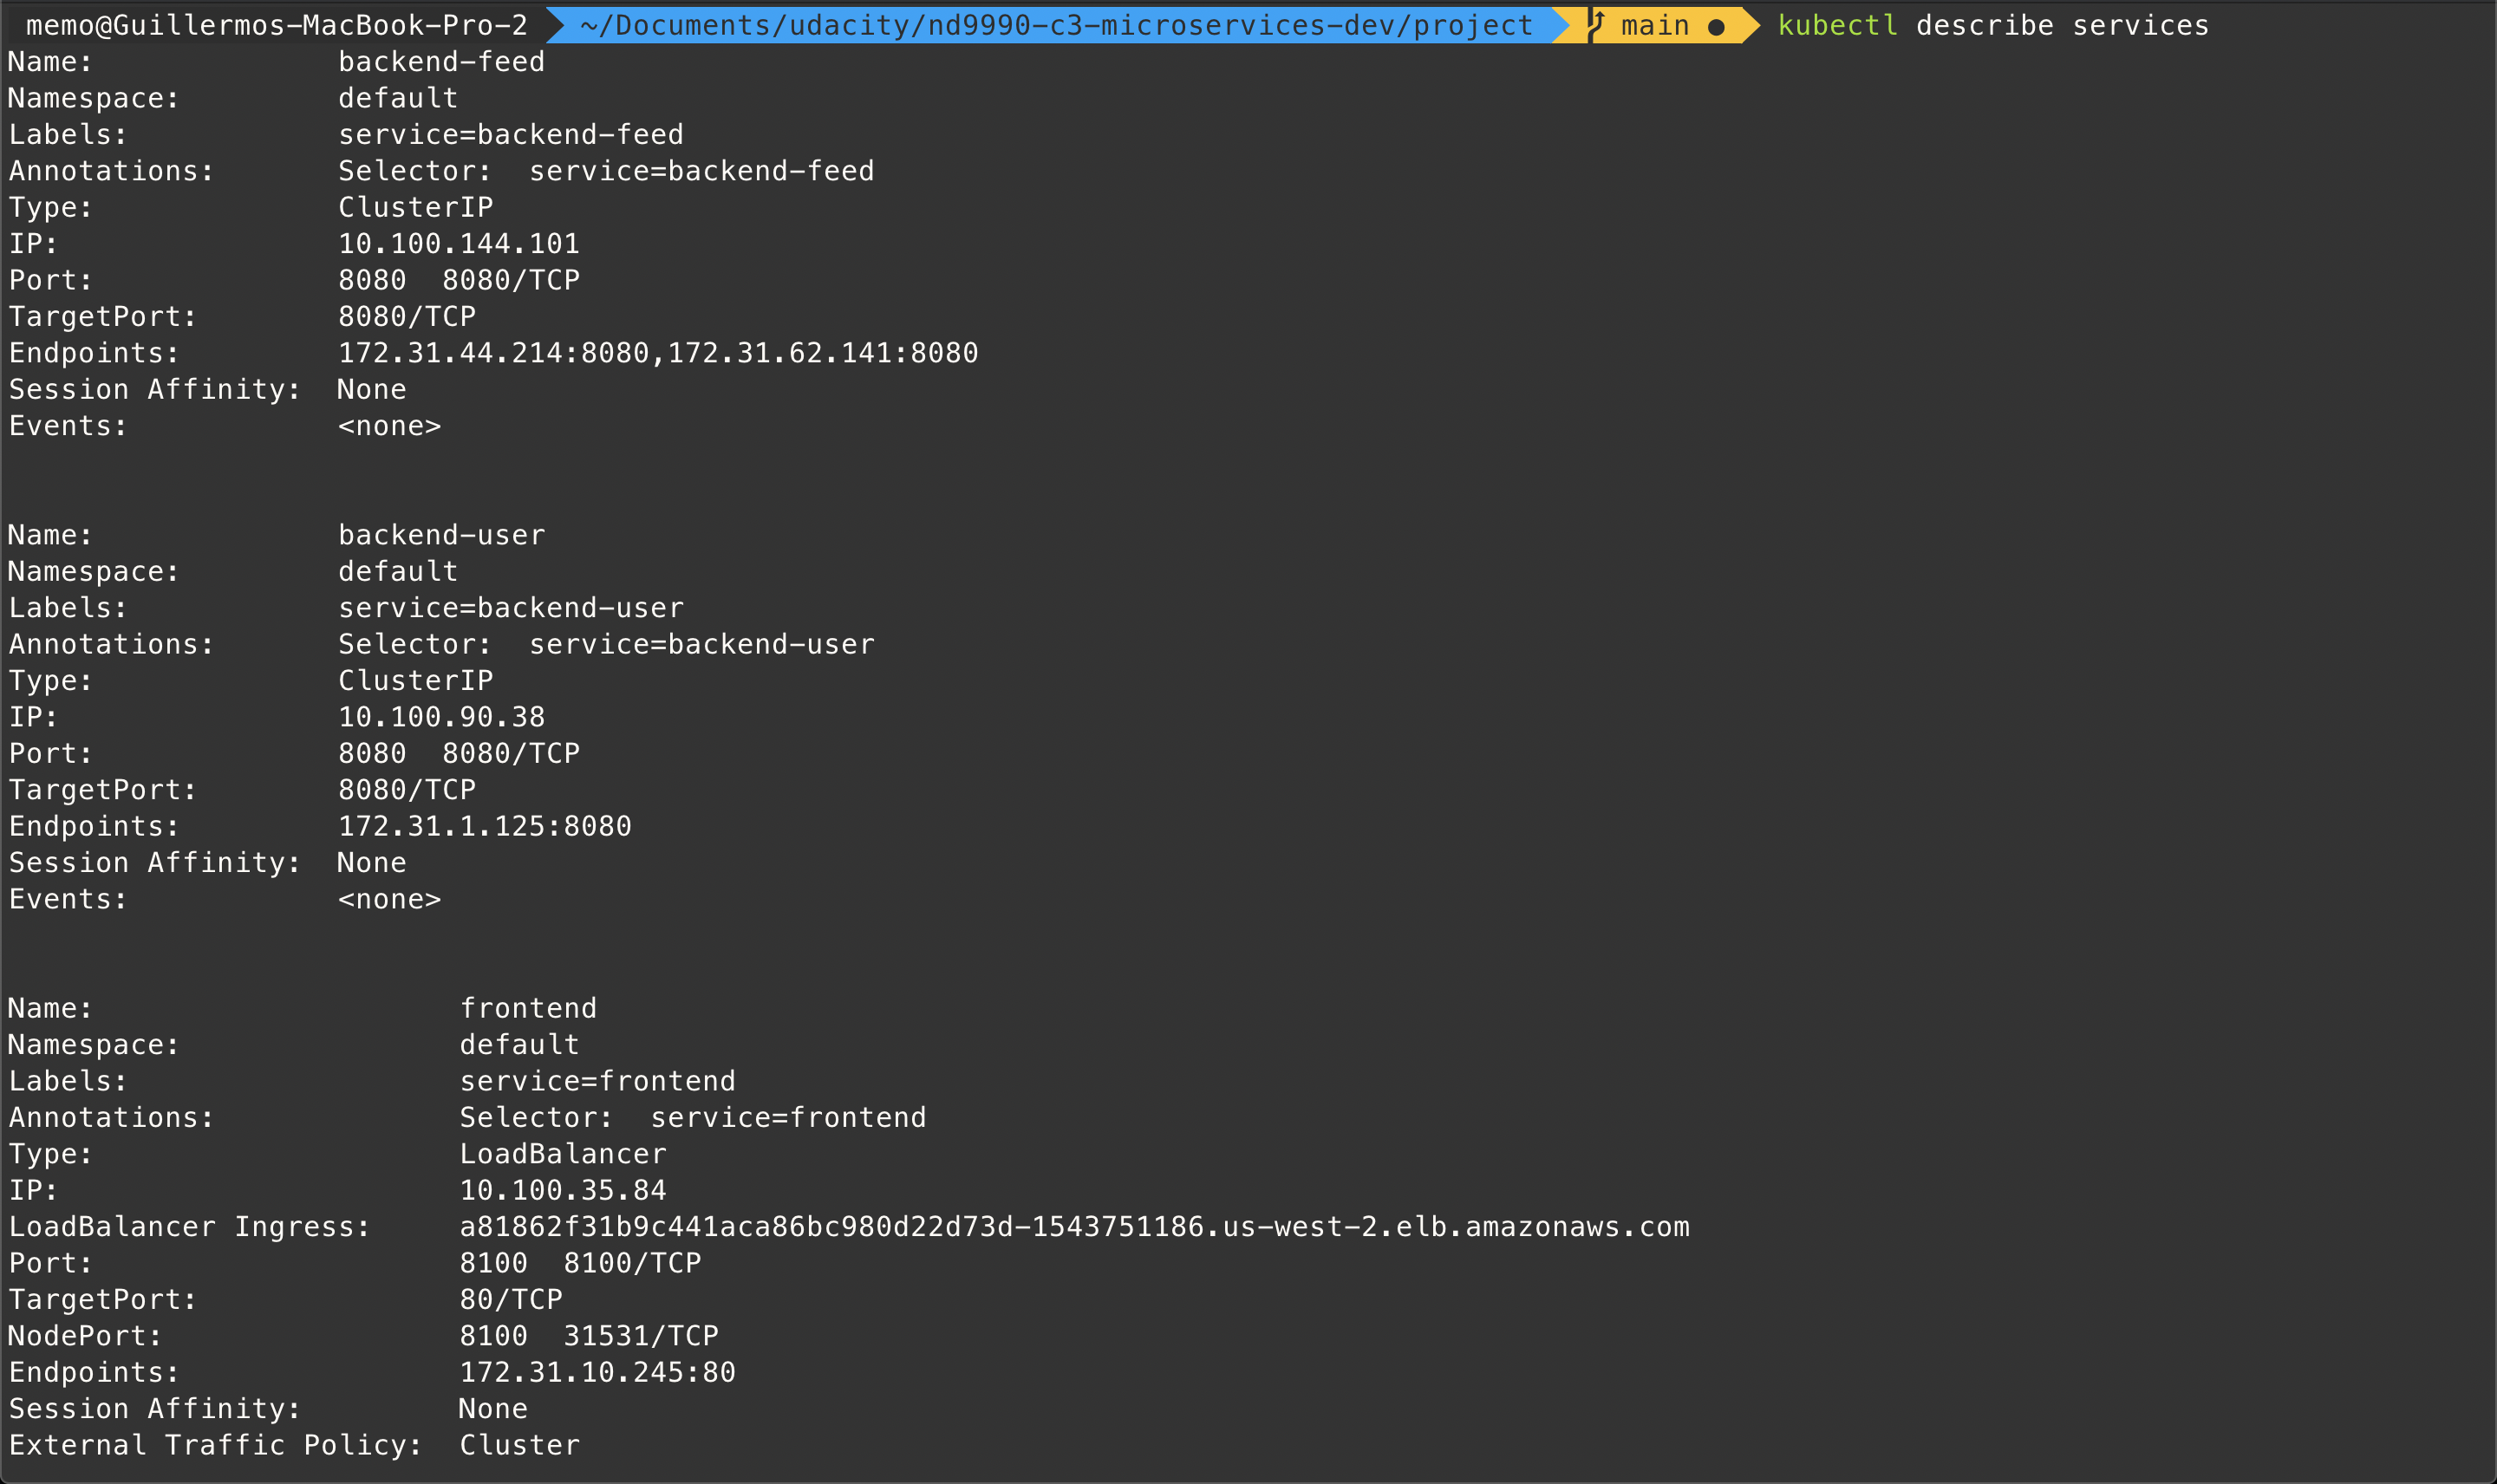 memo@Guillermos-MacBook-Pro-2 ~/Documents/udacity/nd9990-c3-microservices-dev/project main ● kubectl describe services
Name:              backend-feed
Namespace:         default
Labels:            service=backend-feed
Annotations:       Selector:  service=backend-feed
Type:              ClusterIP
IP:                10.100.144.101
Port:              8080  8080/TCP
TargetPort:        8080/TCP
Endpoints:         172.31.44.214:8080,172.31.62.141:8080
Session Affinity:  None
Events:            <none>
Name:              backend-user
Namespace:         default
Labels:            service=backend-user
Annotations:       Selector:  service=backend-user
Type:              ClusterIP
IP:                10.100.90.38
Port:              8080  8080/TCP
TargetPort:        8080/TCP
Endpoints:         172.31.1.125:8080
Session Affinity:  None
Events:            <none>
Name:                     frontend
Namespace:                default
Labels:                   service=frontend
Annotations:              Selector:  service=frontend
Type:                     LoadBalancer
IP:                       10.100.35.84
LoadBalancer Ingress:     a81862f31b9c441aca86bc980d22d73d-1543751186.us-west-2.elb.amazonaws.com
Port:                     8100  8100/TCP
TargetPort:               80/TCP
NodePort:                 8100  31531/TCP
Endpoints:                172.31.10.245:80
Session Affinity:         None
External Traffic Policy:  Cluster